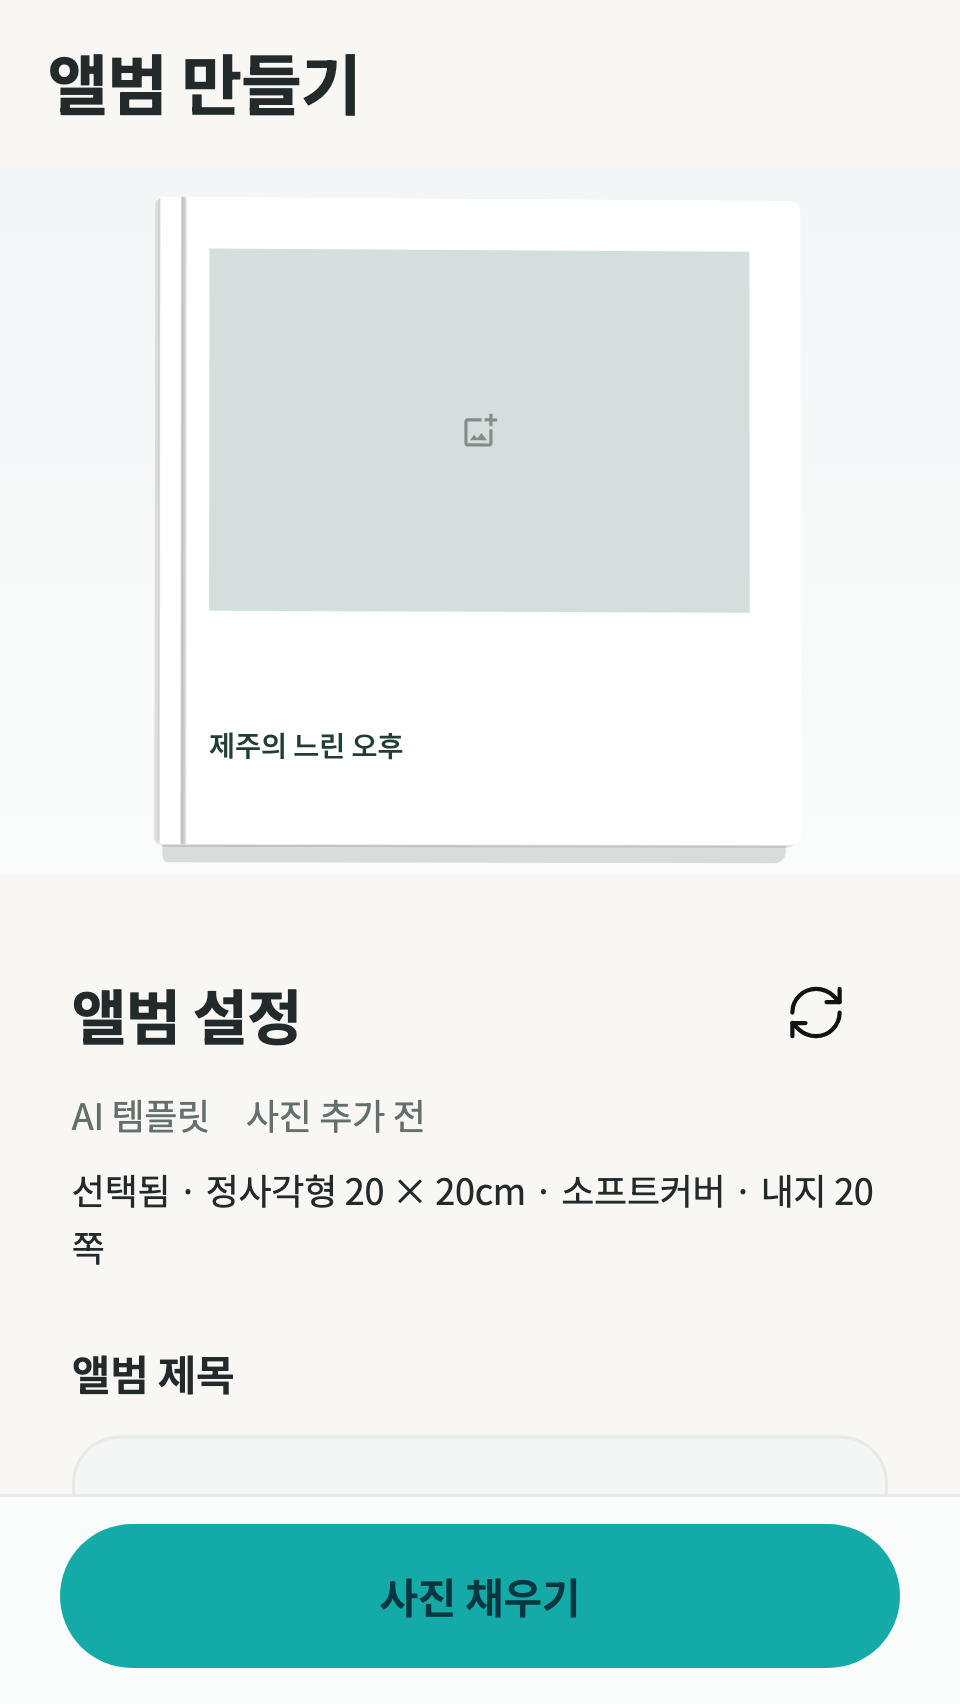 앨범 만들기
제주의 느린 오후
앨범 설정
AI 템플릿 사진 추가 전
선택됨 · 정사각형 20 × 20cm · 소프트커버 · 내지 20
쪽
앨범 제목
사진 채우기